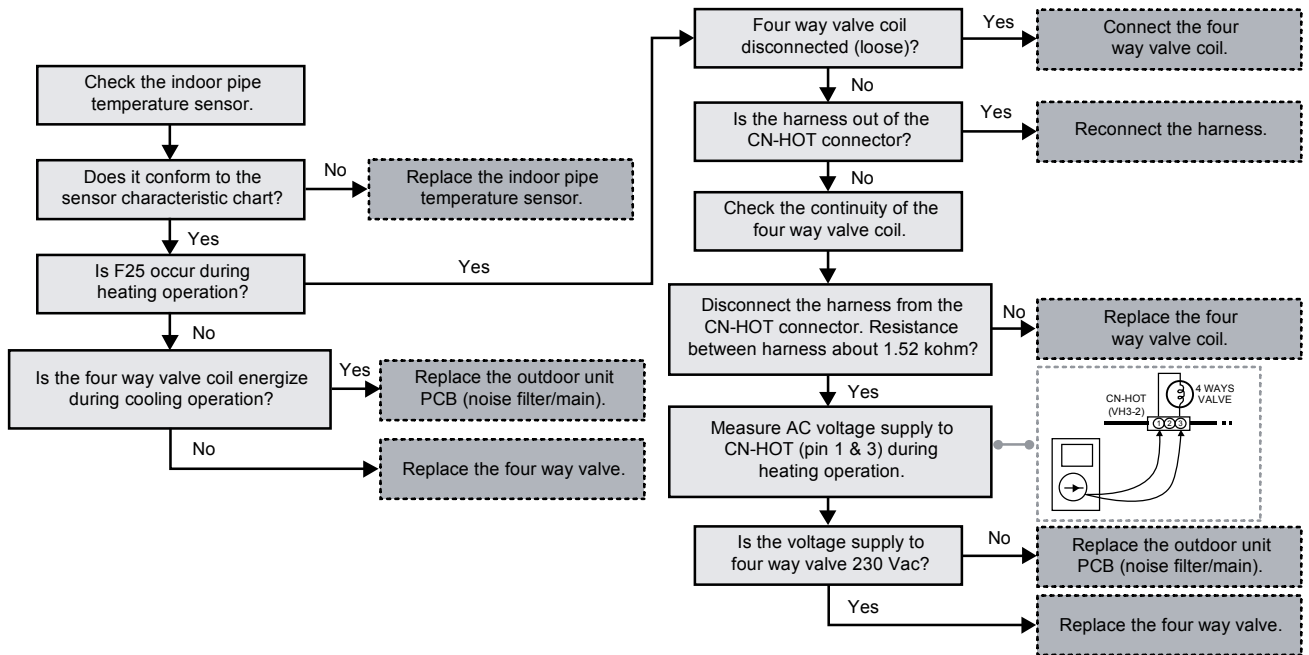 Check the indoor pipe
temperature sensor.
Does it conform to the
sensor characteristic chart?
No
Replace the indoor pipe
temperature sensor.
Yes
Is F25 occur during
heating operation?
Yes
No
Is the four way valve coil energize
during cooling operation?
Yes
Replace the outdoor unit
PCB (noise filter/main).
No
Replace the four way valve.
Four way valve coil
disconnected (loose)?
Yes
Connect the four
way valve coil.
No
Is the harness out of the
CN-HOT connector?
Yes
Reconnect the harness.
No
Check the continuity of the
four way valve coil.
Disconnect the harness from the
CN-HOT connector. Resistance
between harness about 1.52 kohm?
No
Replace the four
way valve coil.
Yes
Measure AC voltage supply to
CN-HOT (pin 1 & 3) during
heating operation.
CN-HOT
(VH3-2)
4 WAYS
VALVE
1 2 3
Is the voltage supply to
four way valve 230 Vac?
No
Replace the outdoor unit
PCB (noise filter/main).
Yes
Replace the four way valve.